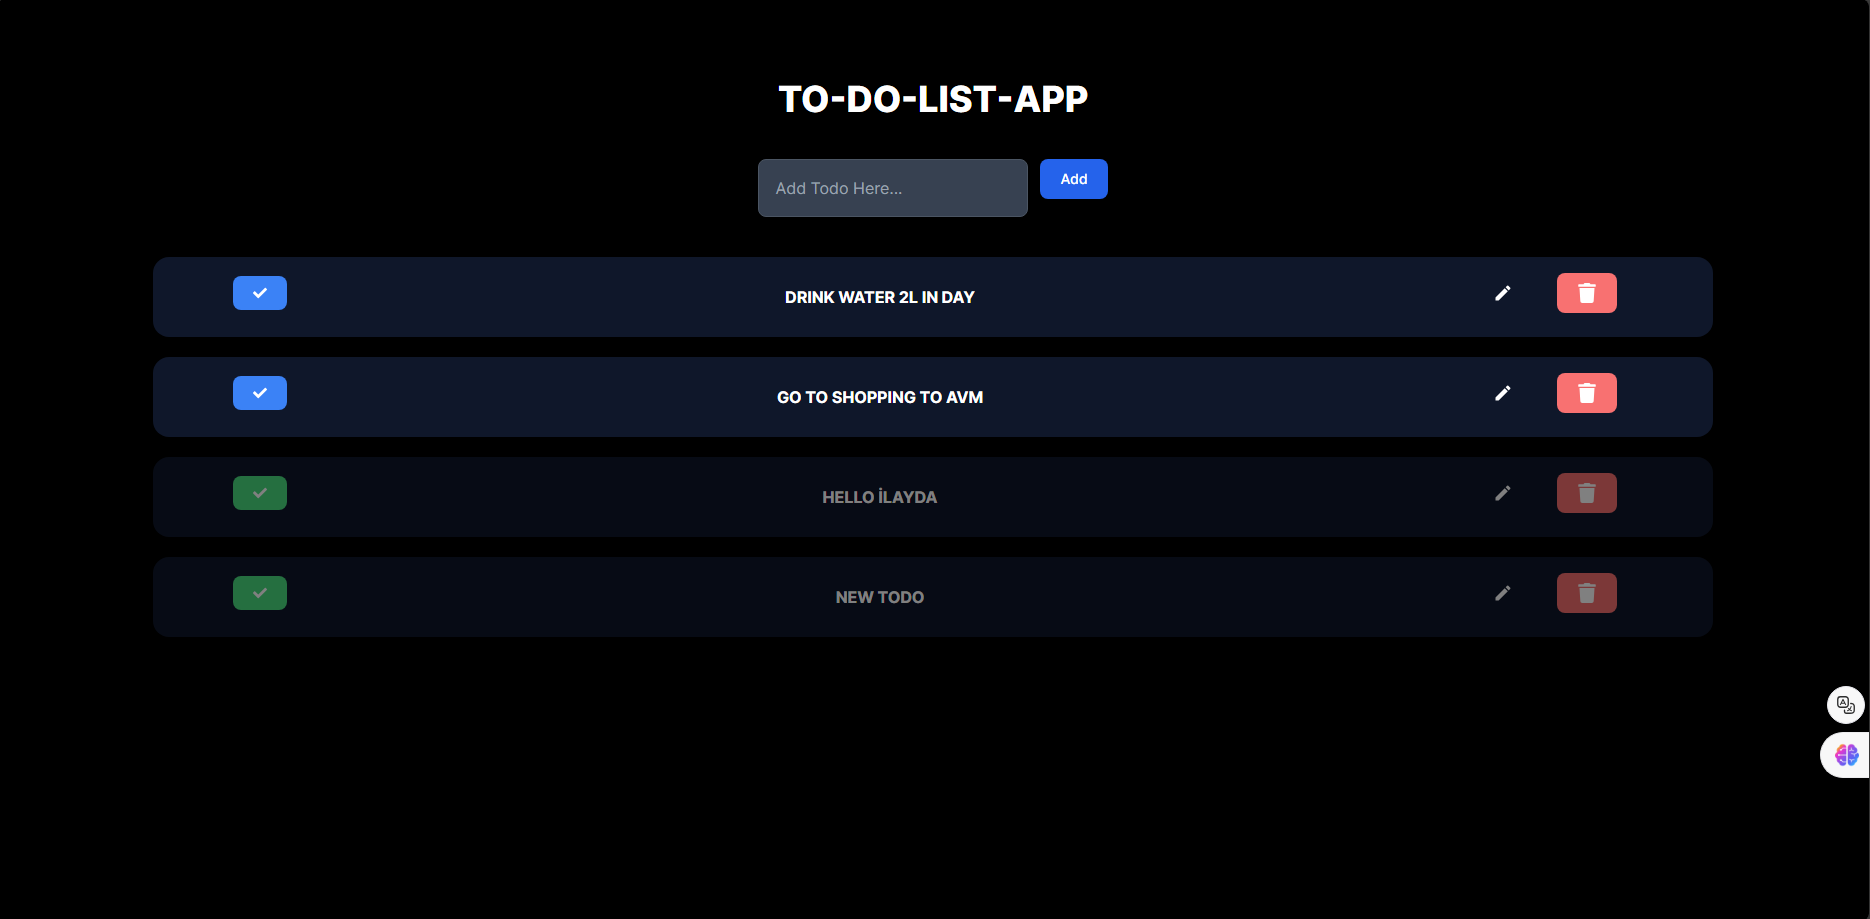 TO-DO-LIST-APP
Add Todo Here...
Add
DRINK WATER 2L IN DAY
GO TO SHOPPING TO AVM
HELLO İLAYDA
NEW TODO